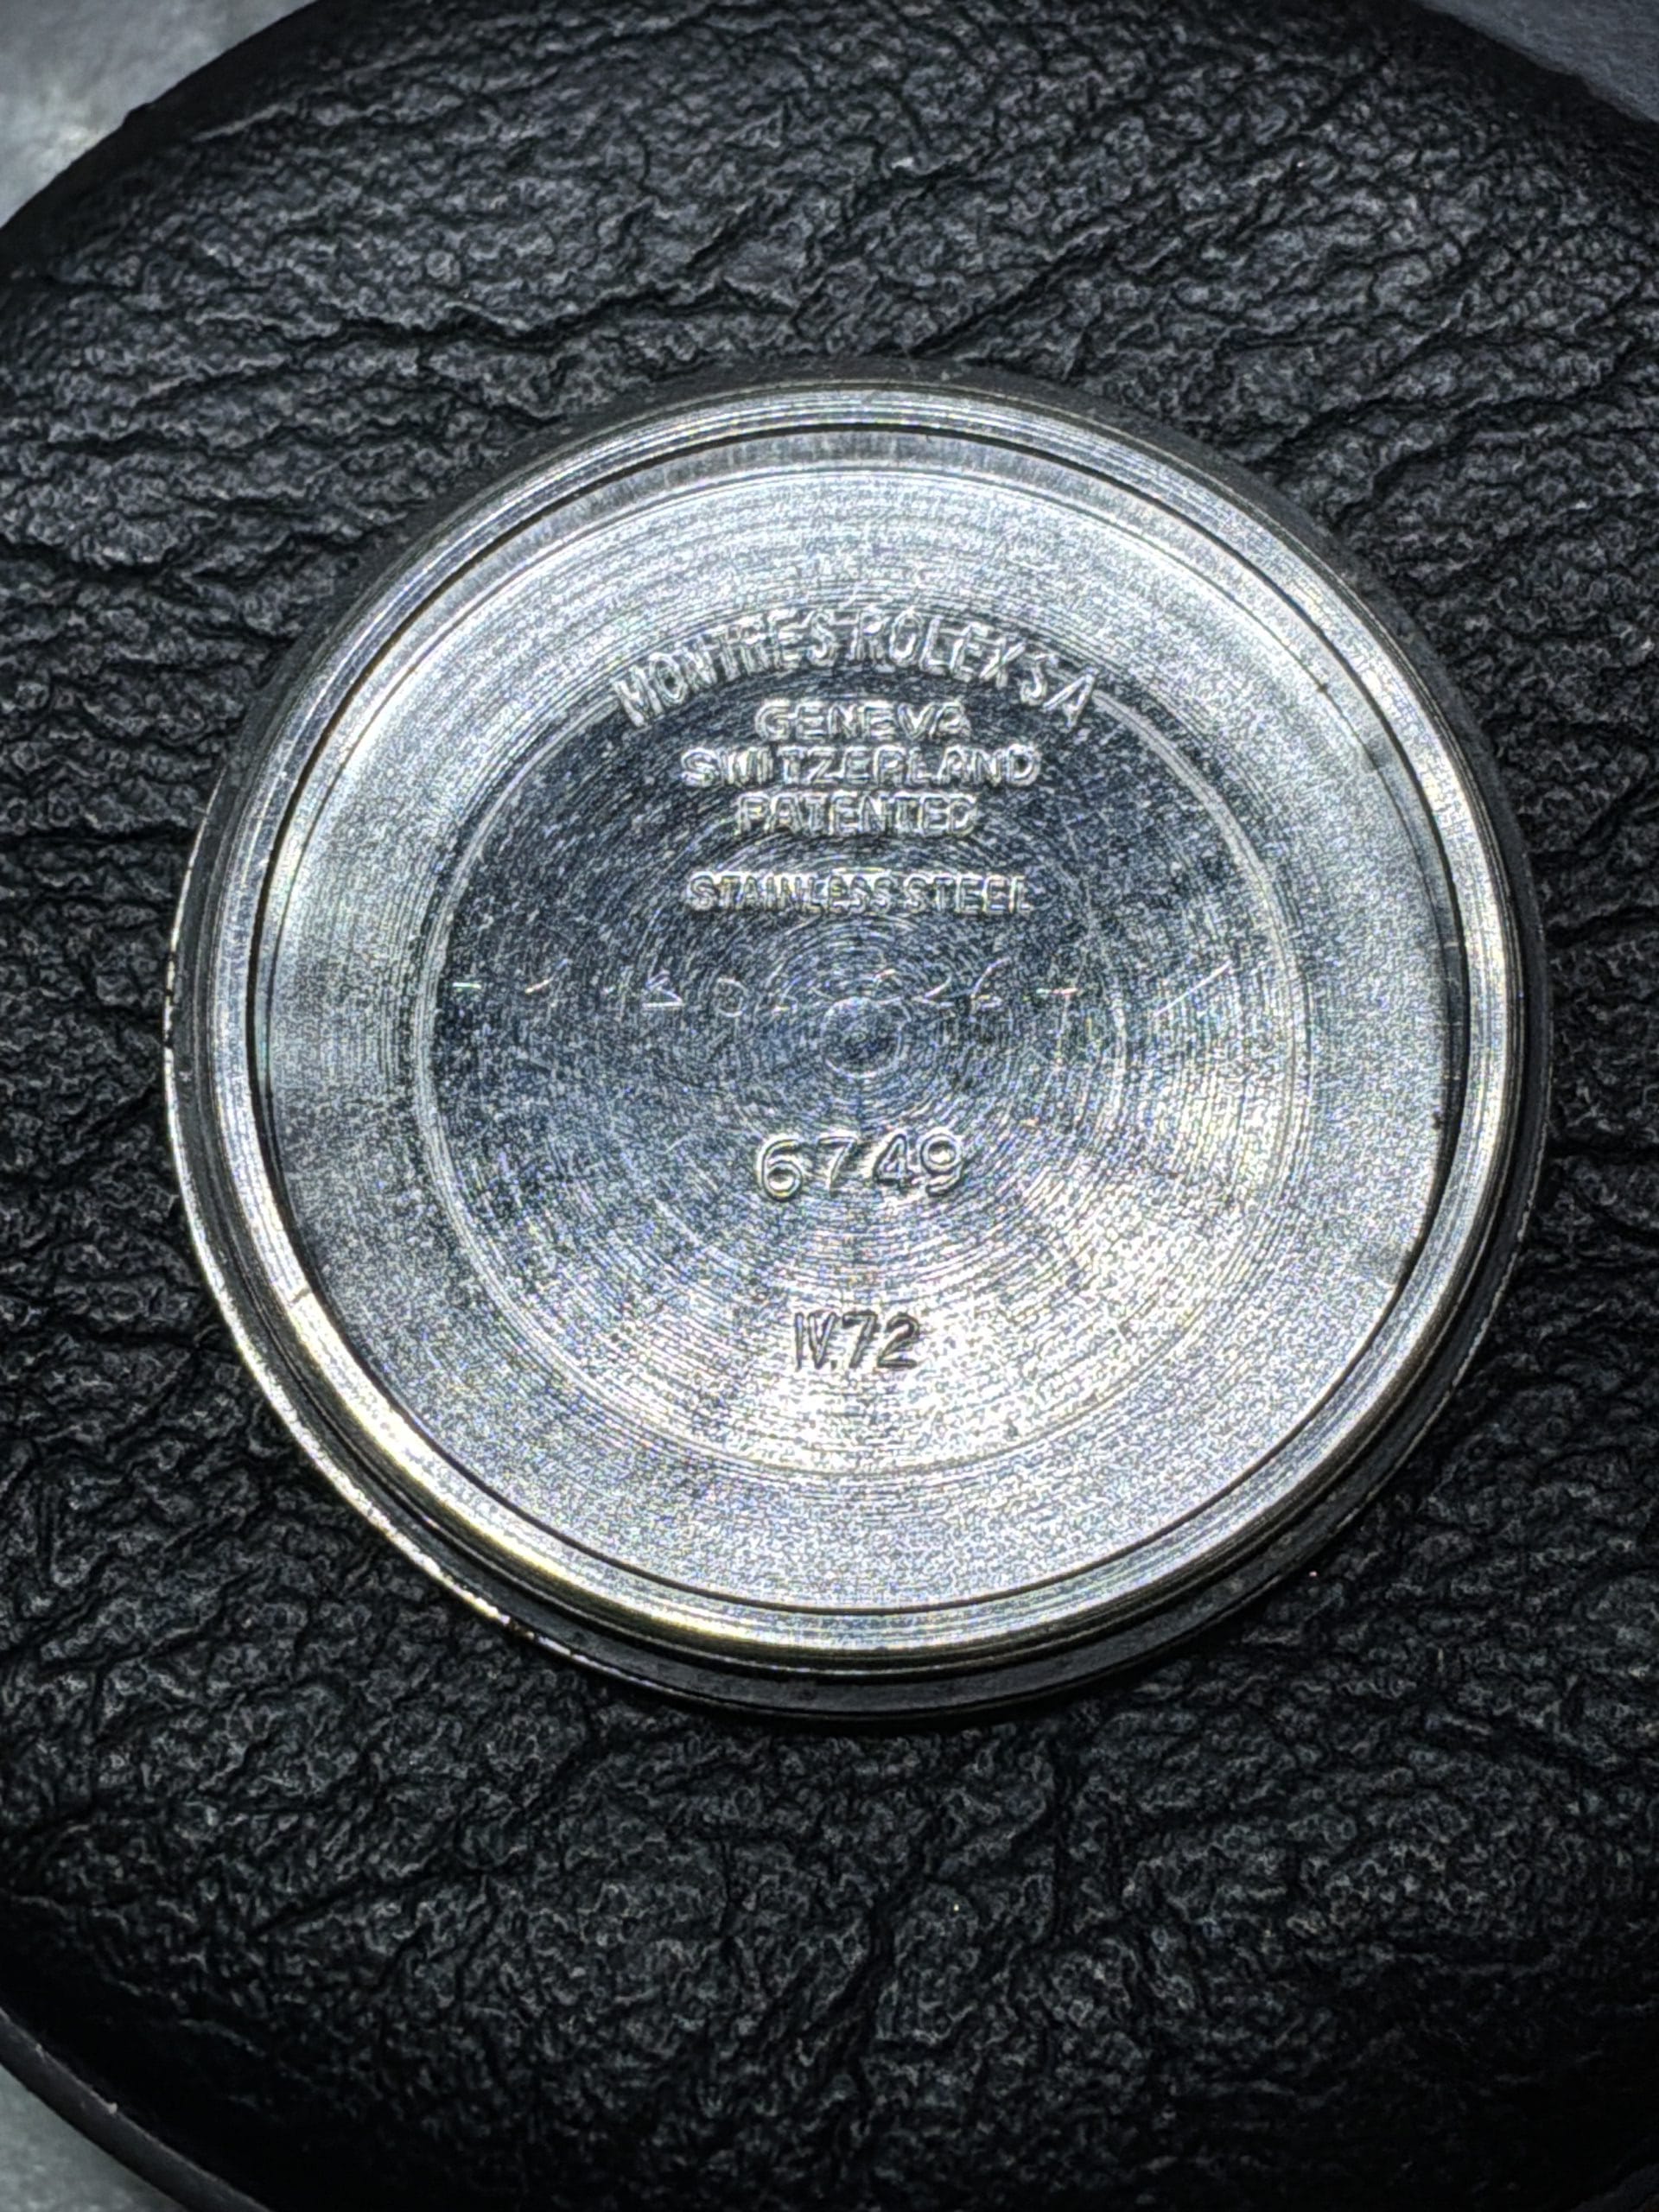 MONTRES ROLEX S A
GENEVA
SWITZERLAND
PATENTED
STAINLESS STEEL
6749
IV.72